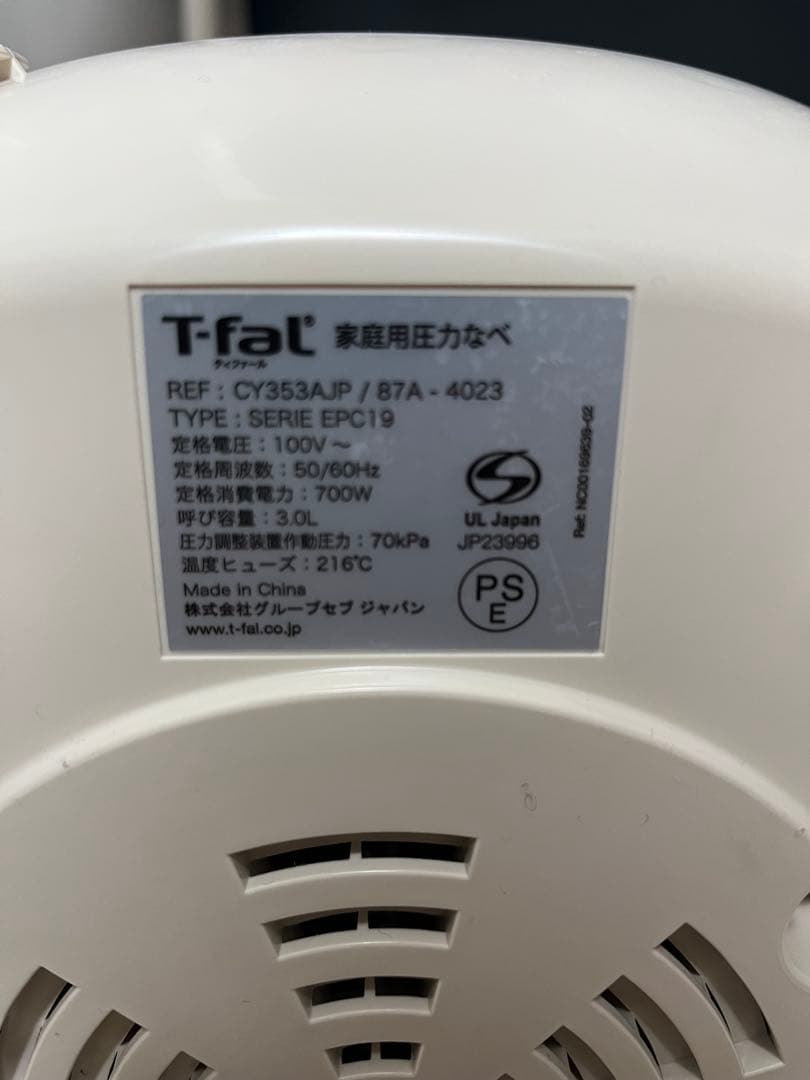 T-fal® 家庭用圧力なべ
ティファール
REF : CY353AJP / 87A - 4023
TYPE : SERIE EPC19
定格電圧 : 100V ～
定格周波数 : 50/60Hz
定格消費電力 : 700W
呼び容量 : 3.0L
圧力調整装置作動圧力 : 70kPa
温度ヒューズ : 216℃
Made in China
株式会社グループセブ ジャパン
www.t-fal.co.jp
S
UL Japan
JP23996
PS
E
Ref: NC00169639-02